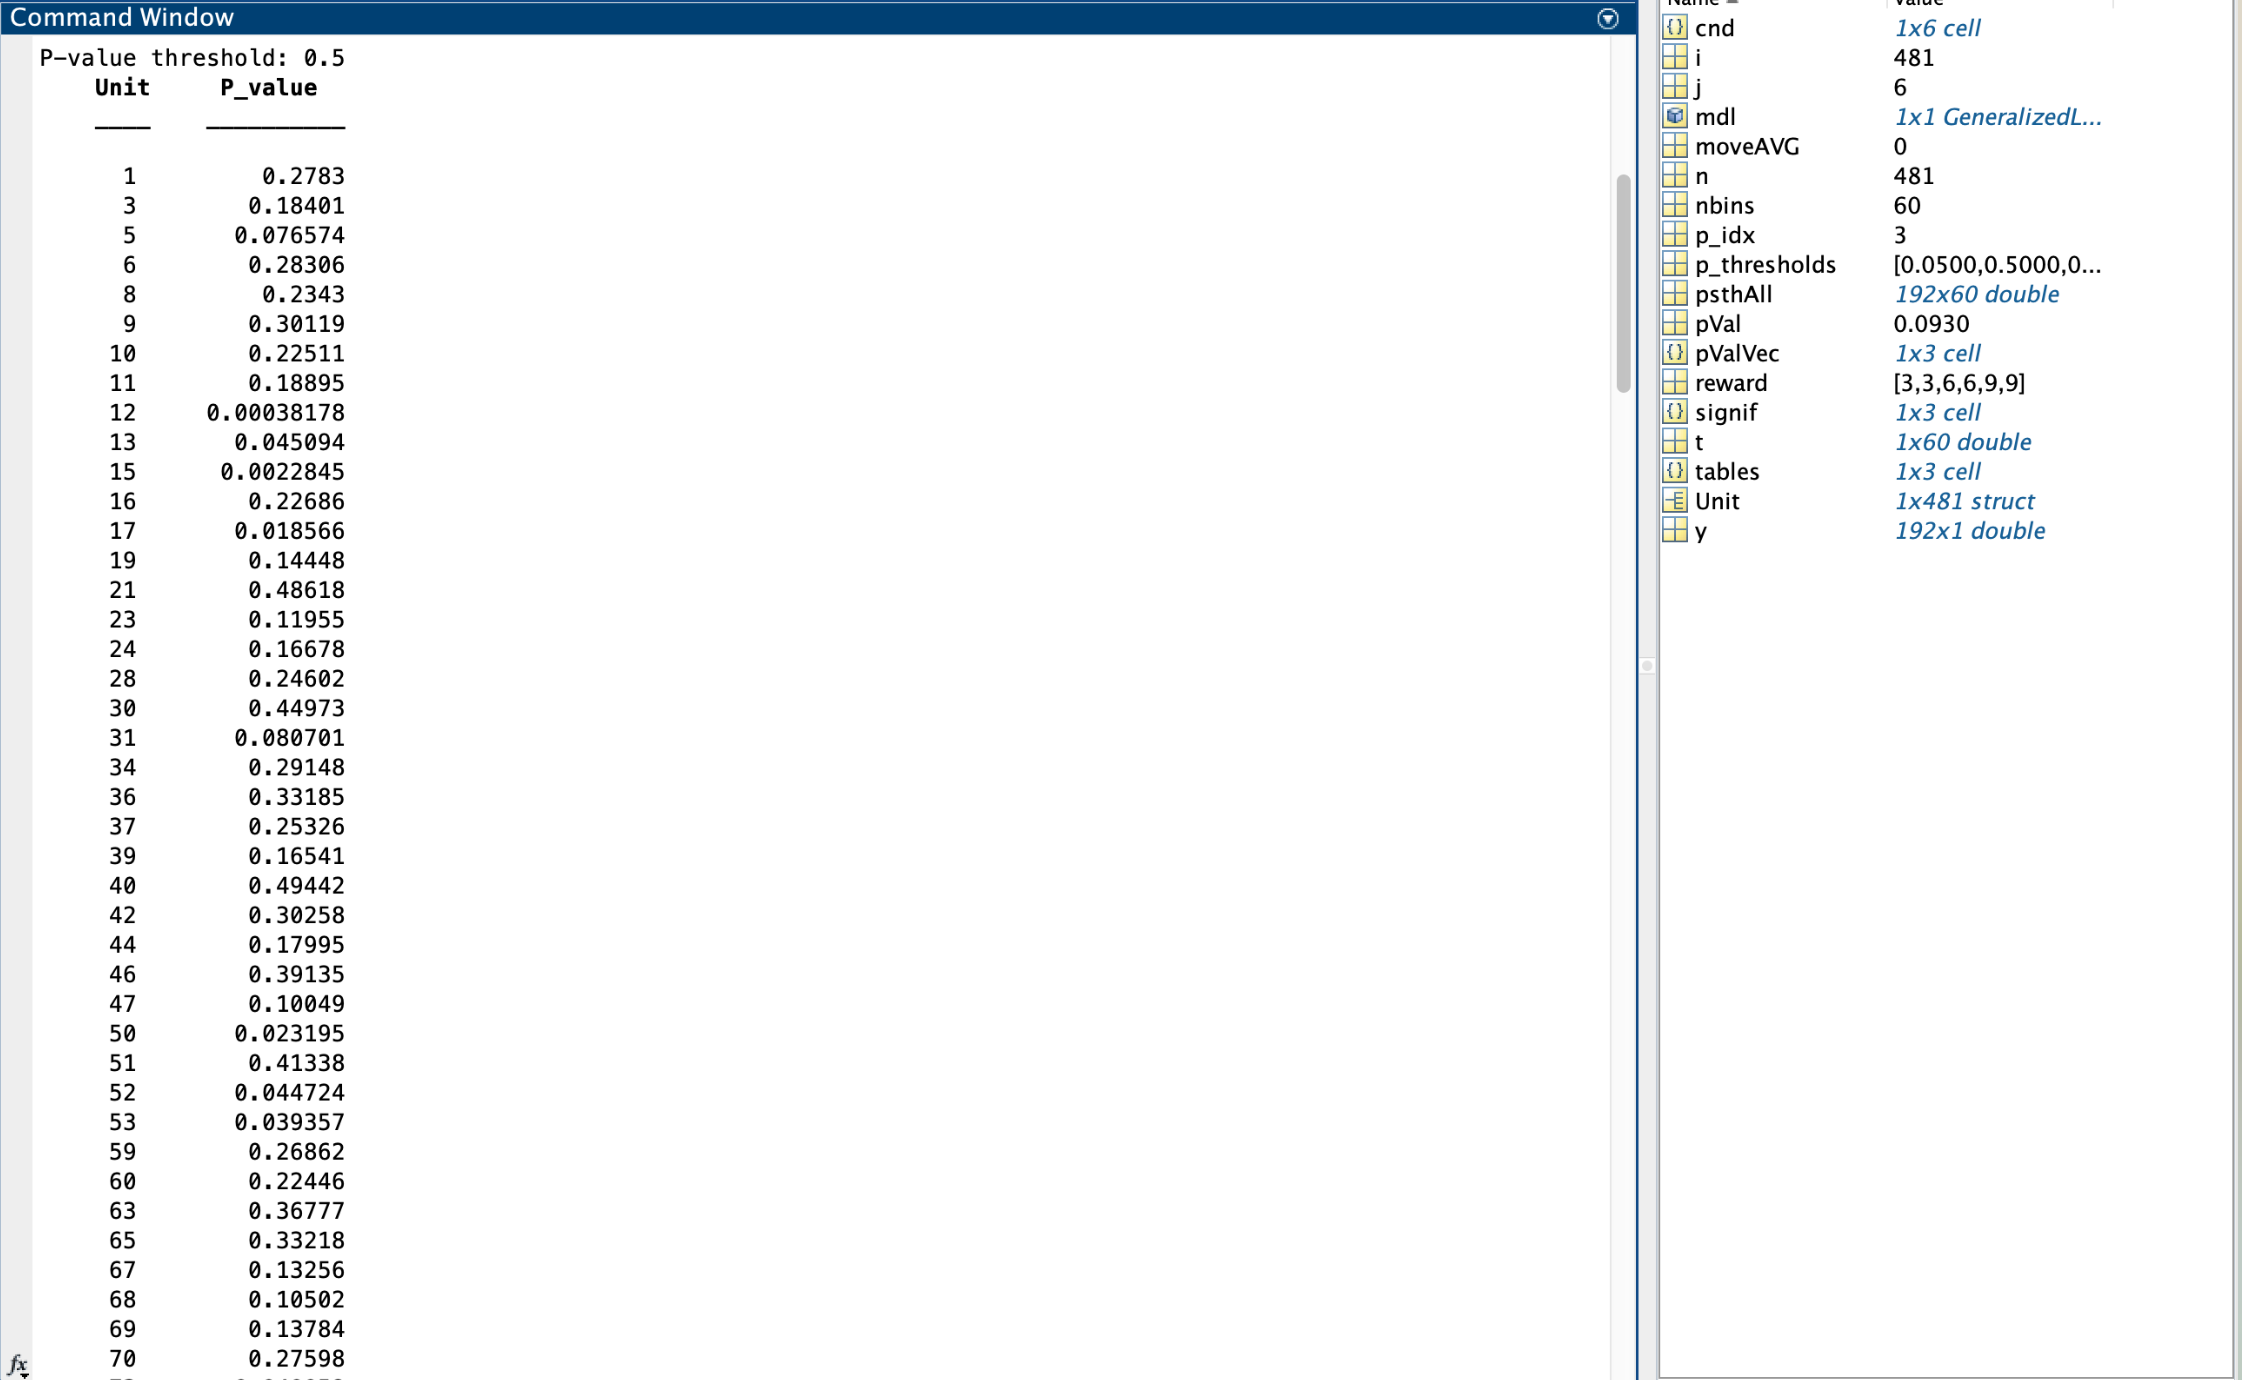 Command Window
P-value threshold: 0.5
Unit P_value
1 0.2783
3 0.18401
5 0.076574
6 0.28306
8 0.2343
9 0.30119
10 0.22511
11 0.18895
12 0.00038178
13 0.045094
15 0.0022845
16 0.22686
17 0.018566
19 0.14448
21 0.48618
23 0.11955
24 0.16678
28 0.24602
30 0.44973
31 0.080701
34 0.29148
36 0.33185
37 0.25326
39 0.16541
40 0.49442
42 0.30258
44 0.17995
46 0.39135
47 0.10049
50 0.023195
51 0.41338
52 0.044724
53 0.039357
59 0.26862
60 0.22446
63 0.36777
65 0.33218
67 0.13256
68 0.10502
69 0.13784
70 0.27598
fx
Name Value
cnd 1x6 cell
i 481
j 6
mdl 1x1 GeneralizedL...
moveAVG 0
n 481
nbins 60
p_idx 3
p_thresholds [0.0500,0.5000,0...
psthAll 192x60 double
pVal 0.0930
pValVec 1x3 cell
reward [3,3,6,6,9,9]
signif 1x3 cell
t 1x60 double
tables 1x3 cell
Unit 1x481 struct
y 192x1 double